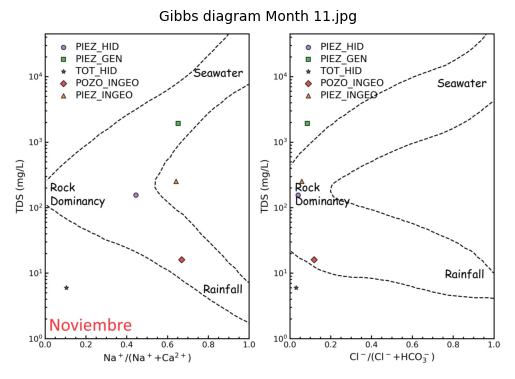 Gibbs diagram Month 11.jpg
PIEZ_HID
PIEZ_GEN
TOT_HID
POZO_INGEO
PIEZ_INGEO
Seawater
Rock
Dominancy
Rainfall
Noviembre
TDS (mg/L)
10⁴
10³
10²
10¹
10⁰
0.0 0.2 0.4 0.6 0.8 1.0
Na⁺/(Na⁺+Ca²⁺)
PIEZ_HID
PIEZ_GEN
TOT_HID
POZO_INGEO
PIEZ_INGEO
Seawater
Rock
Dominancy
Rainfall
TDS (mg/L)
10⁴
10³
10²
10¹
10⁰
0.0 0.2 0.4 0.6 0.8 1.0
Cl⁻/(Cl⁻+HCO₃⁻)